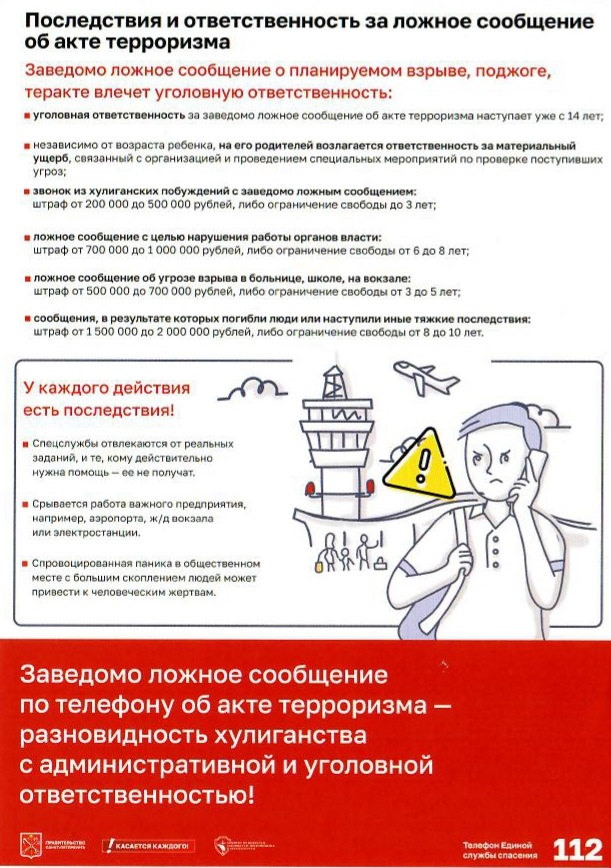 Последствия и ответственность за ложное сообщение
об акте терроризма
Заведомо ложное сообщение о планируемом взрыве, поджоге,
теракте влечет уголовную ответственность:
уголовная ответственность за заведомо ложное сообщение об акте терроризма наступает уже с 14 лет;
независимо от возраста ребенка, на его родителей возлагается ответственность за материальный
ущерб, связанный с организацией и проведением специальных мероприятий по проверке поступивших
угроз;
звонок из хулиганских побуждений с заведомо ложным сообщением:
штраф от 200 000 до 500 000 рублей, либо ограничение свободы до 3 лет;
ложное сообщение с целью нарушения работы органов власти:
штраф от 700 000 до 1 000 000 рублей, либо ограничение свободы от 6 до 8 лет;
ложное сообщение об угрозе взрыва в больнице, школе, на вокзале:
штраф от 500 000 до 700 000 рублей, либо ограничение свободы от 3 до 5 лет;
сообщения, в результате которых погибли люди или наступили иные тяжкие последствия:
штраф от 1 500 000 до 2 000 000 рублей, либо ограничение свободы от 8 до 10 лет.
У каждого действия
есть последствия!
Спецслужбы отвлекаются от реальных
заданий, и те, кому действительно
нужна помощь — ее не получат.
Срывается работа важного предприятия,
например, аэропорта, ж/д вокзала
или электростанции.
Спровоцированная паника в общественном
месте с большим скоплением людей может
привести к человеческим жертвам.
Заведомо ложное сообщение
по телефону об акте терроризма —
разновидность хулиганства
с административной и уголовной
ответственностью!
ПРАВИТЕЛЬСТВО
САНКТ-ПЕТЕРБУРГА
! КАСАЕТСЯ КАЖДОГО!
Телефон Единой
службы спасения
112